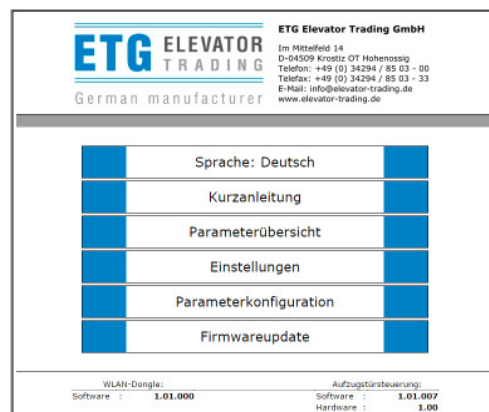 ETG ELEVATOR
TRADING
German manufacturer
ETG Elevator Trading GmbH
Im Mittelfeld 14
D-04509 Krostiz OT Hohenossig
Telefon: +49 (0) 34294 / 85 03 - 00
Telefax: +49 (0) 34294 / 85 03 - 33
E-Mail: info@elevator-trading.de
www.elevator-trading.de
Sprache: Deutsch
Kurzanleitung
Parameterübersicht
Einstellungen
Parameterkonfiguration
Firmwareupdate
WLAN-Dongle:
Software : 1.01.000
Aufzugstürsteuerung:
Software : 1.01.007
Hardware : 1.00